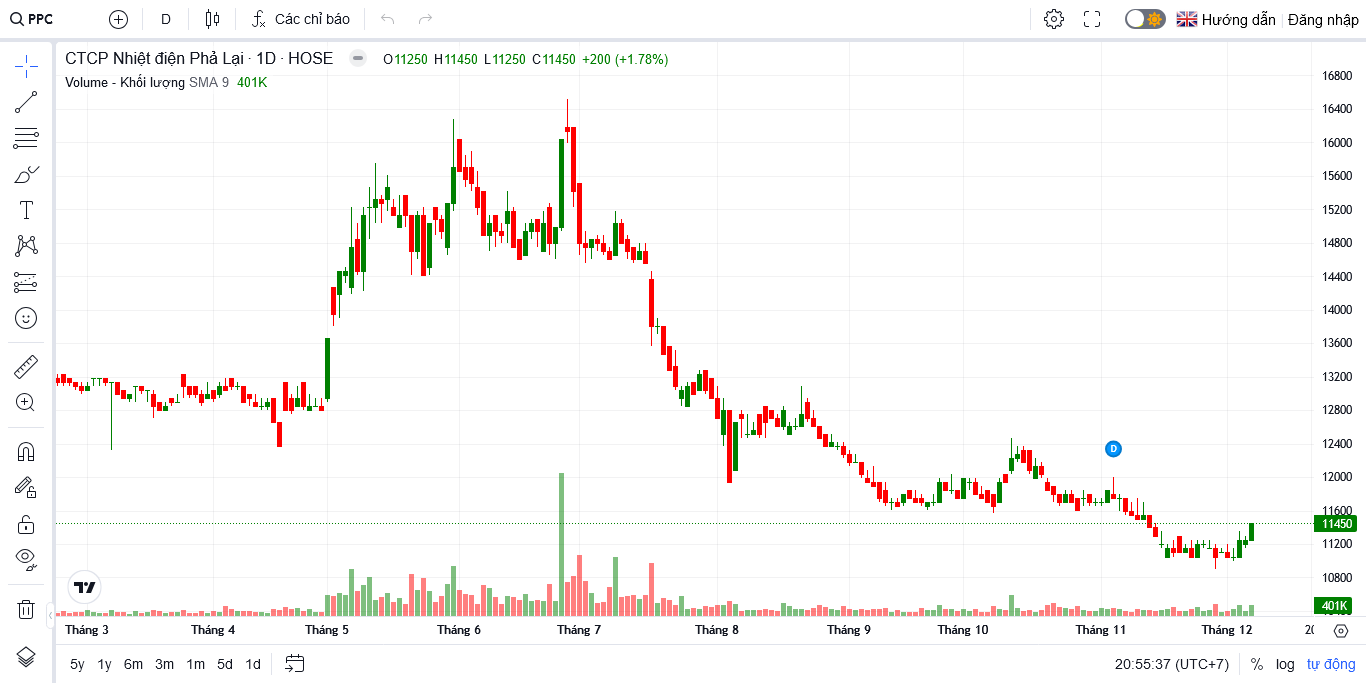 PPC D Các chỉ báo Hướng dẫn Đăng nhập
CTCP Nhiệt điện Phả Lại · 1D · HOSE O11250 H11450 L11250 C11450 +200 (+1.78%)
Volume - Khối lượng SMA 9 401K
16800
16400
16000
15600
15200
14800
14400
14000
13600
13200
12800
12400
D
12000
11600
11450
11200
10800
401K
Tháng 3 Tháng 4 Tháng 5 Tháng 6 Tháng 7 Tháng 8 Tháng 9 Tháng 10 Tháng 11 Tháng 12
5y 1y 6m 3m 1m 5d 1d 20:55:37 (UTC+7) % log tự động